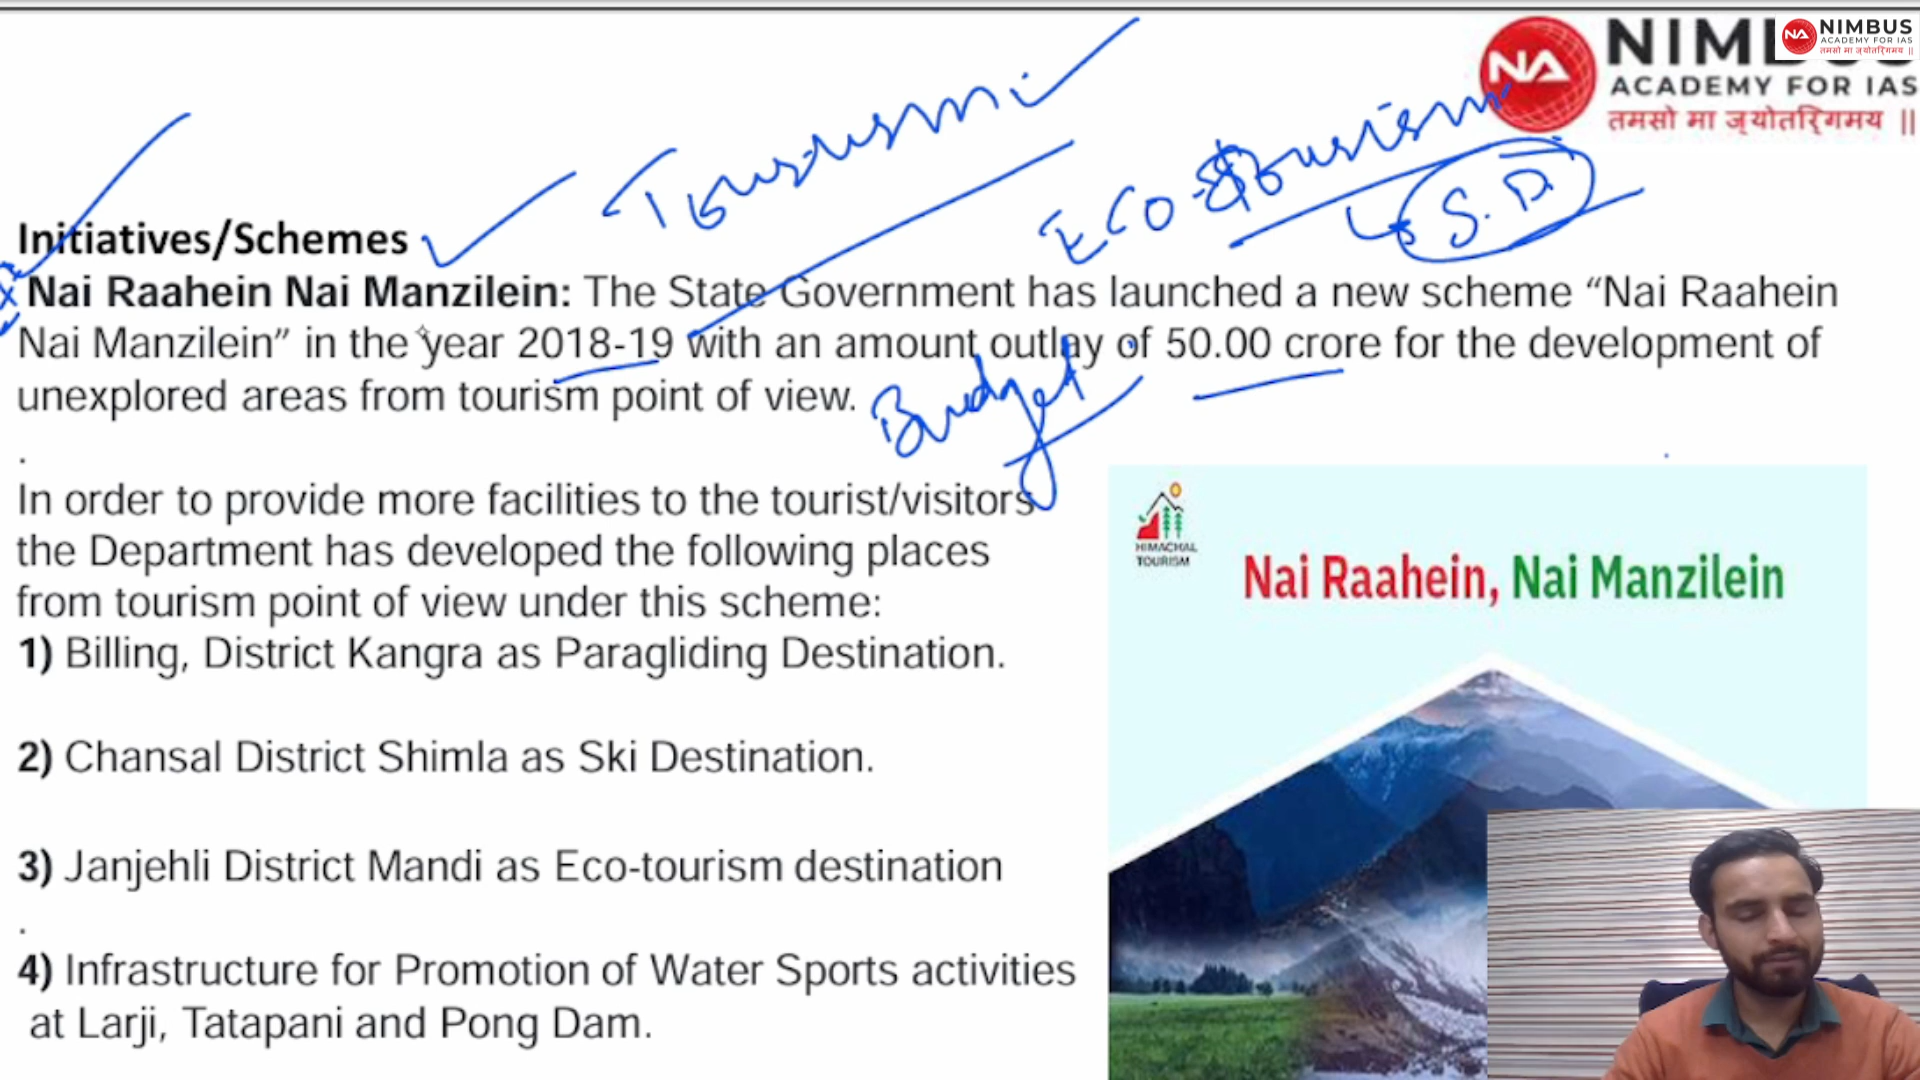 NIMBUS
ACADEMY FOR IAS
तमसो मा ज्योतर्गिमय ||
NA
NIMBUS
ACADEMY FOR IAS
तमसो मा ज्योतर्गिमय ||
Tourism
Eco-Tourism
S.D
Initiatives/Schemes
Nai Raahein Nai Manzilein: The State Government has launched a new scheme “Nai Raahein
Nai Manzilein” in the year 2018-19 with an amount outlay of 50.00 crore for the development of
unexplored areas from tourism point of view.
Budget
.
In order to provide more facilities to the tourist/visitors
the Department has developed the following places
from tourism point of view under this scheme:
1) Billing, District Kangra as Paragliding Destination.
2) Chansal District Shimla as Ski Destination.
3) Janjehli District Mandi as Eco-tourism destination
.
4) Infrastructure for Promotion of Water Sports activities
at Larji, Tatapani and Pong Dam.
HIMACHAL
TOURISM
Nai Raahein, Nai Manzilein